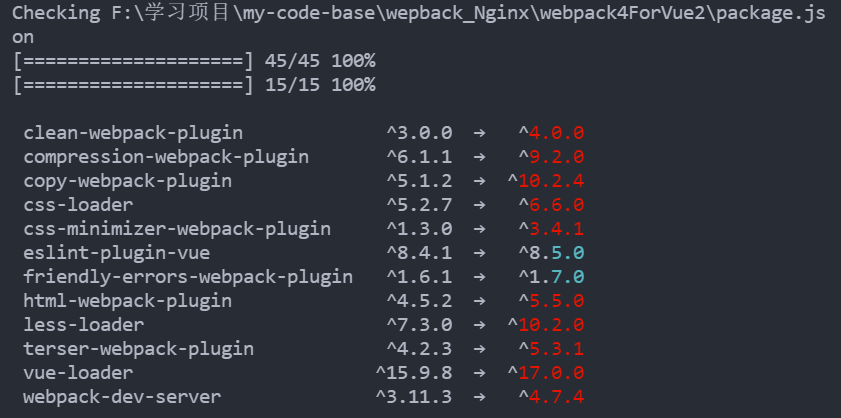 Checking F:\学习项目\my-code-base\wepback_Nginx\webpack4ForVue2\package.js
on
[====================] 45/45 100%
[====================] 15/15 100%
clean-webpack-plugin ^3.0.0 → ^4.0.0
compression-webpack-plugin ^6.1.1 → ^9.2.0
copy-webpack-plugin ^5.1.2 → ^10.2.4
css-loader ^5.2.7 → ^6.6.0
css-minimizer-webpack-plugin ^1.3.0 → ^3.4.1
eslint-plugin-vue ^8.4.1 → ^8.5.0
friendly-errors-webpack-plugin ^1.6.1 → ^1.7.0
html-webpack-plugin ^4.5.2 → ^5.5.0
less-loader ^7.3.0 → ^10.2.0
terser-webpack-plugin ^4.2.3 → ^5.3.1
vue-loader ^15.9.8 → ^17.0.0
webpack-dev-server ^3.11.3 → ^4.7.4